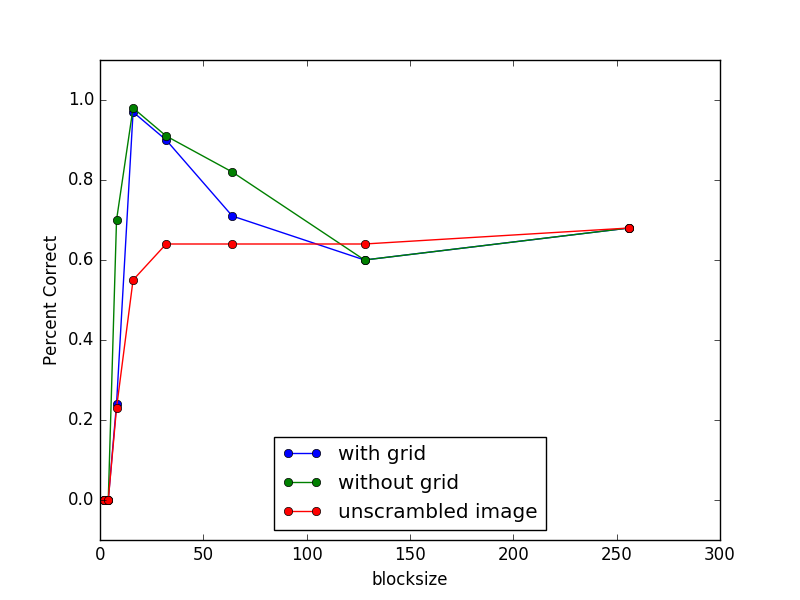 1.0
0.8
0.6
0.4
0.2
0.0
Percent Correct
with grid
without grid
unscrambled image
0 50 100 150 200 250 300
blocksize